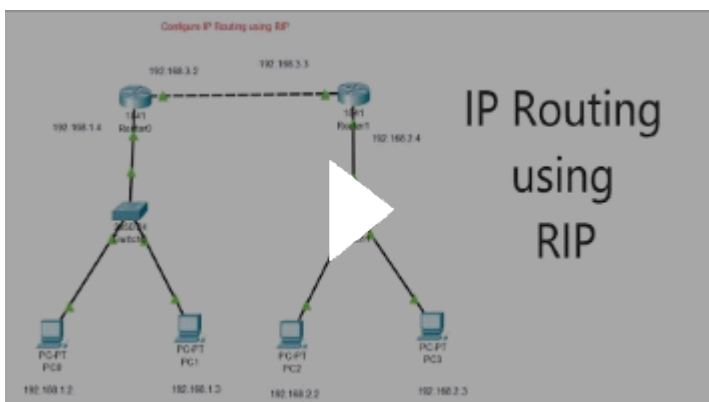 Configure IP Routing using RIP
192.168.3.2
192.168.3.3
1841
Router0
1841
Router1
192.168.1.4
192.168.2.4
IP Routing
using
RIP
PC-PT
PC0
PC-PT
PC1
PC-PT
PC2
PC-PT
PC3
192.168.1.2
192.168.1.3
192.168.2.2
192.168.2.3